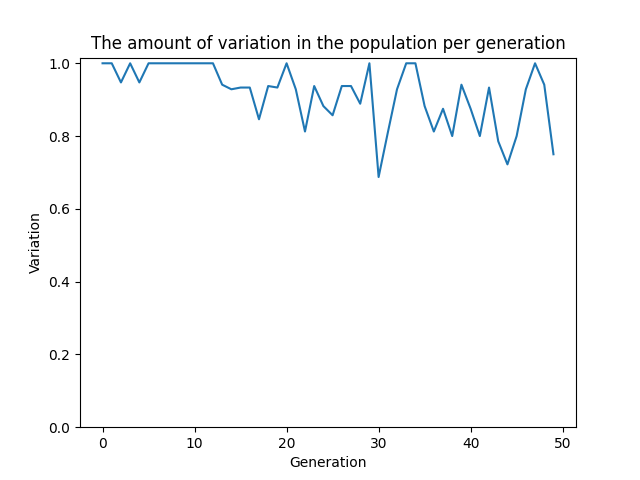 The amount of variation in the population per generation
1.0
0.8
0.6
0.4
0.2
0.0
Variation
0 10 20 30 40 50
Generation